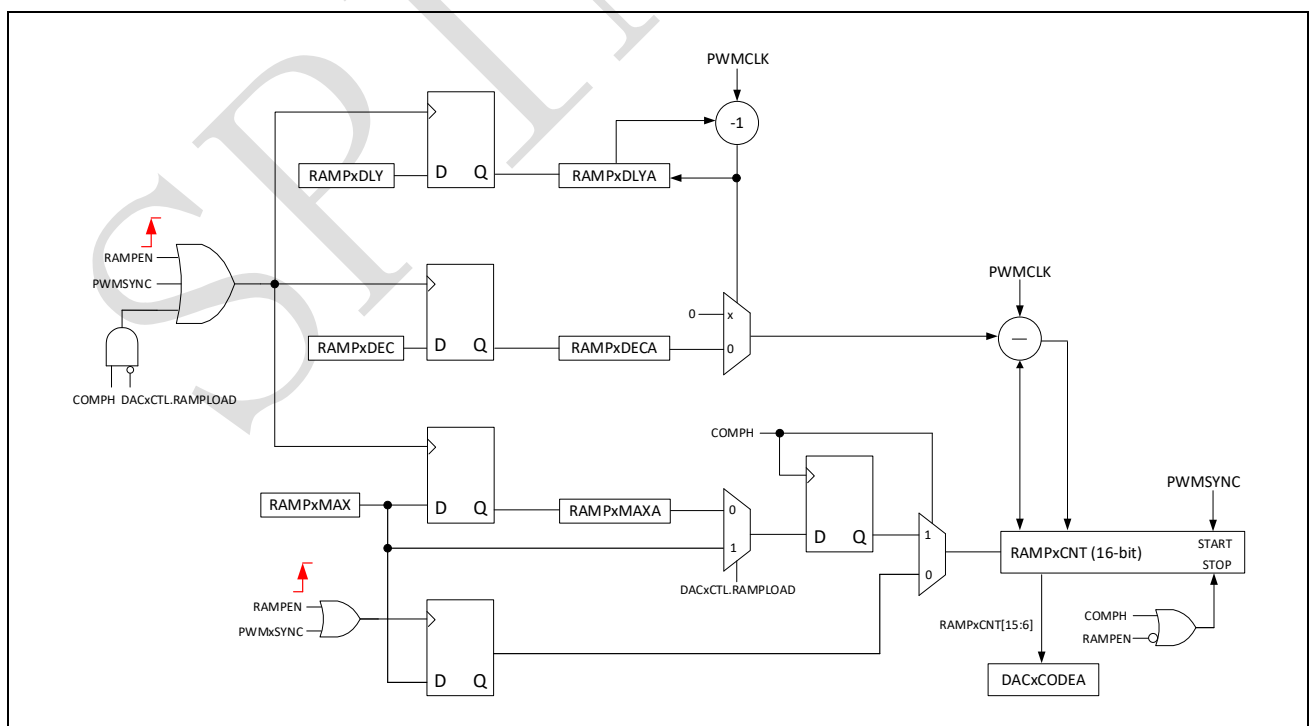 PWMCLK
-1
RAMPxDLY
D Q
RAMPxDLYA
RAMPEN
PWMSYNC
COMPH DACxCTL.RAMPLOAD
RAMPxDEC
D Q
RAMPxDECA
0
x
0
PWMCLK
—
RAMPxMAX
D Q
RAMPxMAXA
0
1
DACxCTL.RAMPLOAD
COMPH
D Q
1
0
PWMSYNC
RAMPxCNT (16-bit)
START
STOP
RAMPEN
PWMxSYNC
D Q
RAMPxCNT[15:6]
COMPH
RAMPEN
DACxCODEA